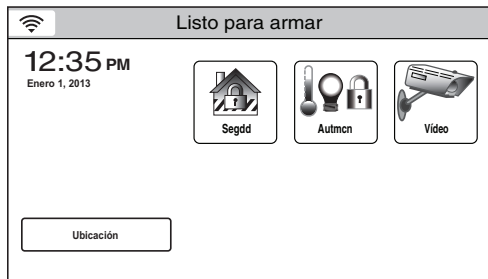 Listo para armar
12:35 PM
Enero 1, 2013
Segdd
Autmcn
Vídeo
Ubicación